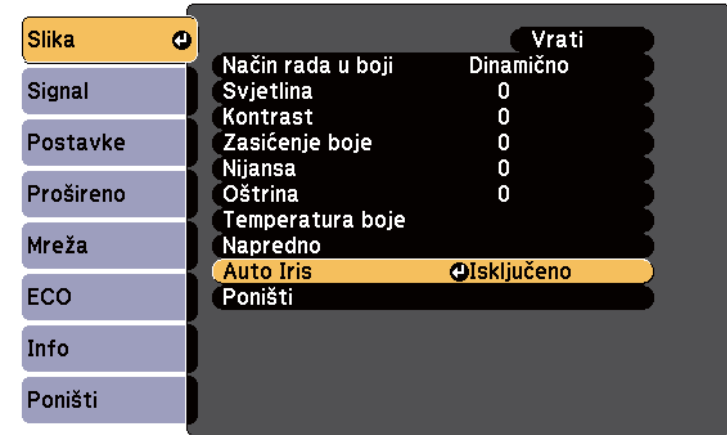 Slika
Signal
Postavke
Prošireno
Mreža
ECO
Info
Poništi
Vrati
Način rada u boji Dinamično
Svjetlina 0
Kontrast 0
Zasićenje boje 0
Nijansa 0
Oštrina 0
Temperatura boje
Napredno
Auto Iris Isključeno
Poništi